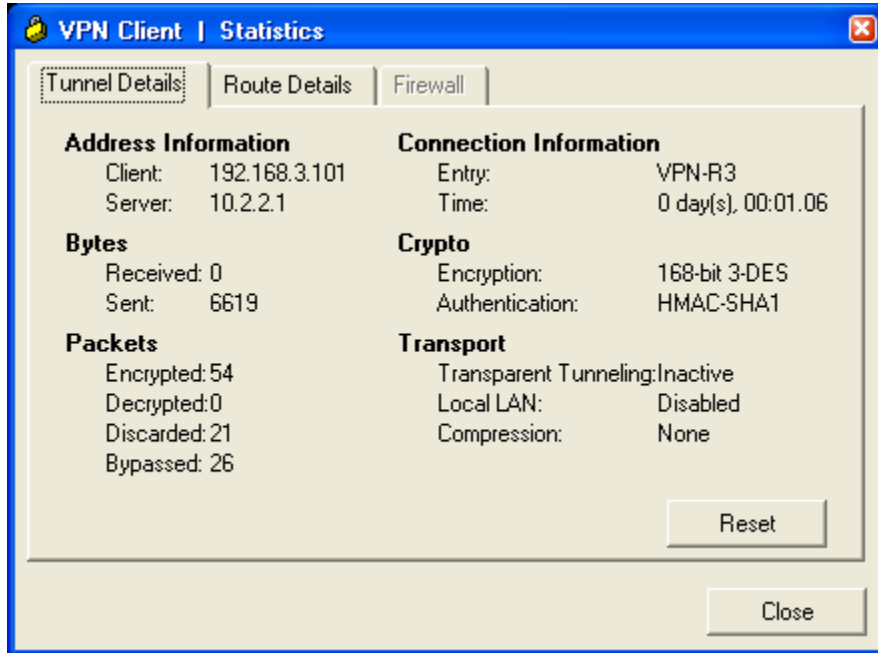 VPN Client | Statistics
Tunnel Details
Route Details
Firewall
Address Information
Client: 192.168.3.101
Server: 10.2.2.1
Bytes
Received: 0
Sent: 6619
Packets
Encrypted: 54
Decrypted: 0
Discarded: 21
Bypassed: 26
Connection Information
Entry: VPN-R3
Time: 0 day(s), 00:01.06
Crypto
Encryption: 168-bit 3-DES
Authentication: HMAC-SHA1
Transport
Transparent Tunneling: Inactive
Local LAN: Disabled
Compression: None
Reset
Close